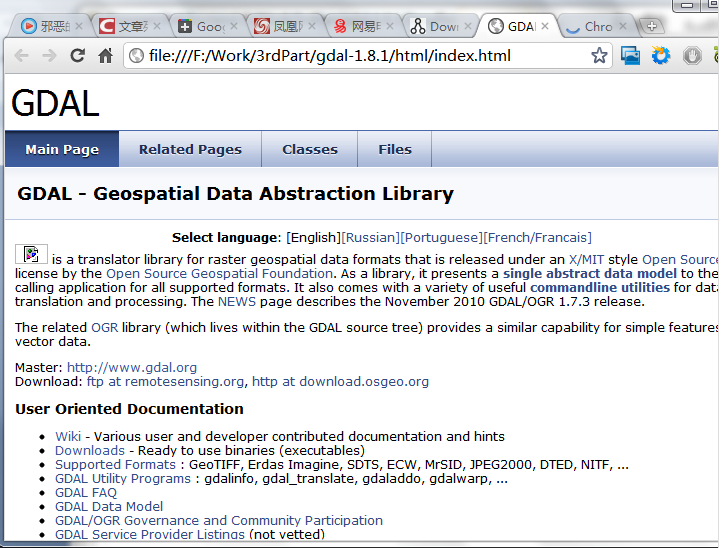 邪恶 文章列 Goo 凤凰网 网易 Down GDAL Chro
file:///F:/Work/3rdPart/gdal-1.8.1/html/index.html
GDAL
Main Page Related Pages Classes Files
GDAL - Geospatial Data Abstraction Library
Select language: [English][Russian][Portuguese][French/Francais]
is a translator library for raster geospatial data formats that is released under an X/MIT style Open Source
license by the Open Source Geospatial Foundation. As a library, it presents a single abstract data model to the
calling application for all supported formats. It also comes with a variety of useful commandline utilities for data
translation and processing. The NEWS page describes the November 2010 GDAL/OGR 1.7.3 release.
The related OGR library (which lives within the GDAL source tree) provides a similar capability for simple features
vector data.
Master: http://www.gdal.org
Download: ftp at remotesensing.org, http at download.osgeo.org
User Oriented Documentation
• Wiki - Various user and developer contributed documentation and hints
• Downloads - Ready to use binaries (executables)
• Supported Formats : GeoTIFF, Erdas Imagine, SDTS, ECW, MrSID, JPEG2000, DTED, NITF, ...
• GDAL Utility Programs : gdalinfo, gdal_translate, gdaladdo, gdalwarp, ...
• GDAL FAQ
• GDAL Data Model
• GDAL/OGR Governance and Community Participation
• GDAL Service Provider Listings (not vetted)